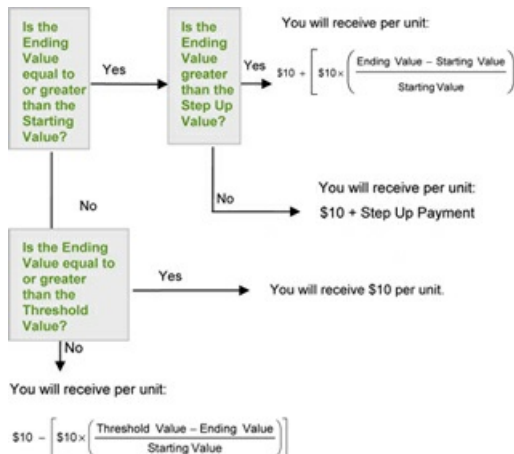 Is the
Ending
Value
equal to
or greater
than the
Starting
Value?
Yes
Is the
Ending
Value
greater
than the
Step Up
Value?
Yes
You will receive per unit:
$10 + [ $10 × ( Ending Value – Starting Value
Starting Value )
No
You will receive per unit:
$10 + Step Up Payment
No
Is the Ending
Value equal to
or greater
than the
Threshold
Value?
Yes
You will receive $10 per unit.
No
You will receive per unit:
$10 – [ $10 × ( Threshold Value – Ending Value
Starting Value ) ]